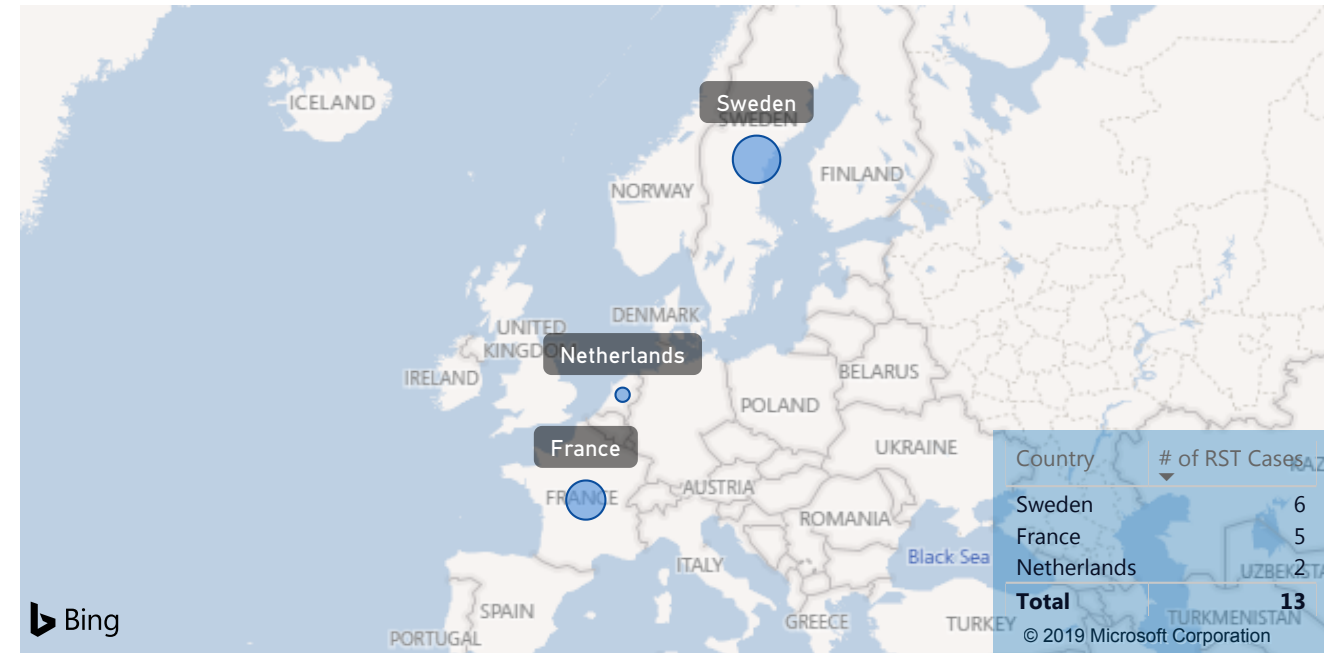 ICELAND
Sweden
SWEDEN
FINLAND
NORWAY
DENMARK
UNITED
KINGDOM
Netherlands
IRELAND
BELARUS
POLAND
France
UKRAINE
FRANCE
AUSTRIA
ROMANIA
Black Sea
ITALY
SPAIN
PORTUGAL
GREECE
TURKEY
Bing
Country # of RST Cases
KAZ
Sweden 6
France 5
Netherlands 2
UZBEKISTA
Total 13
TURKMENISTAN
© 2019 Microsoft Corporation